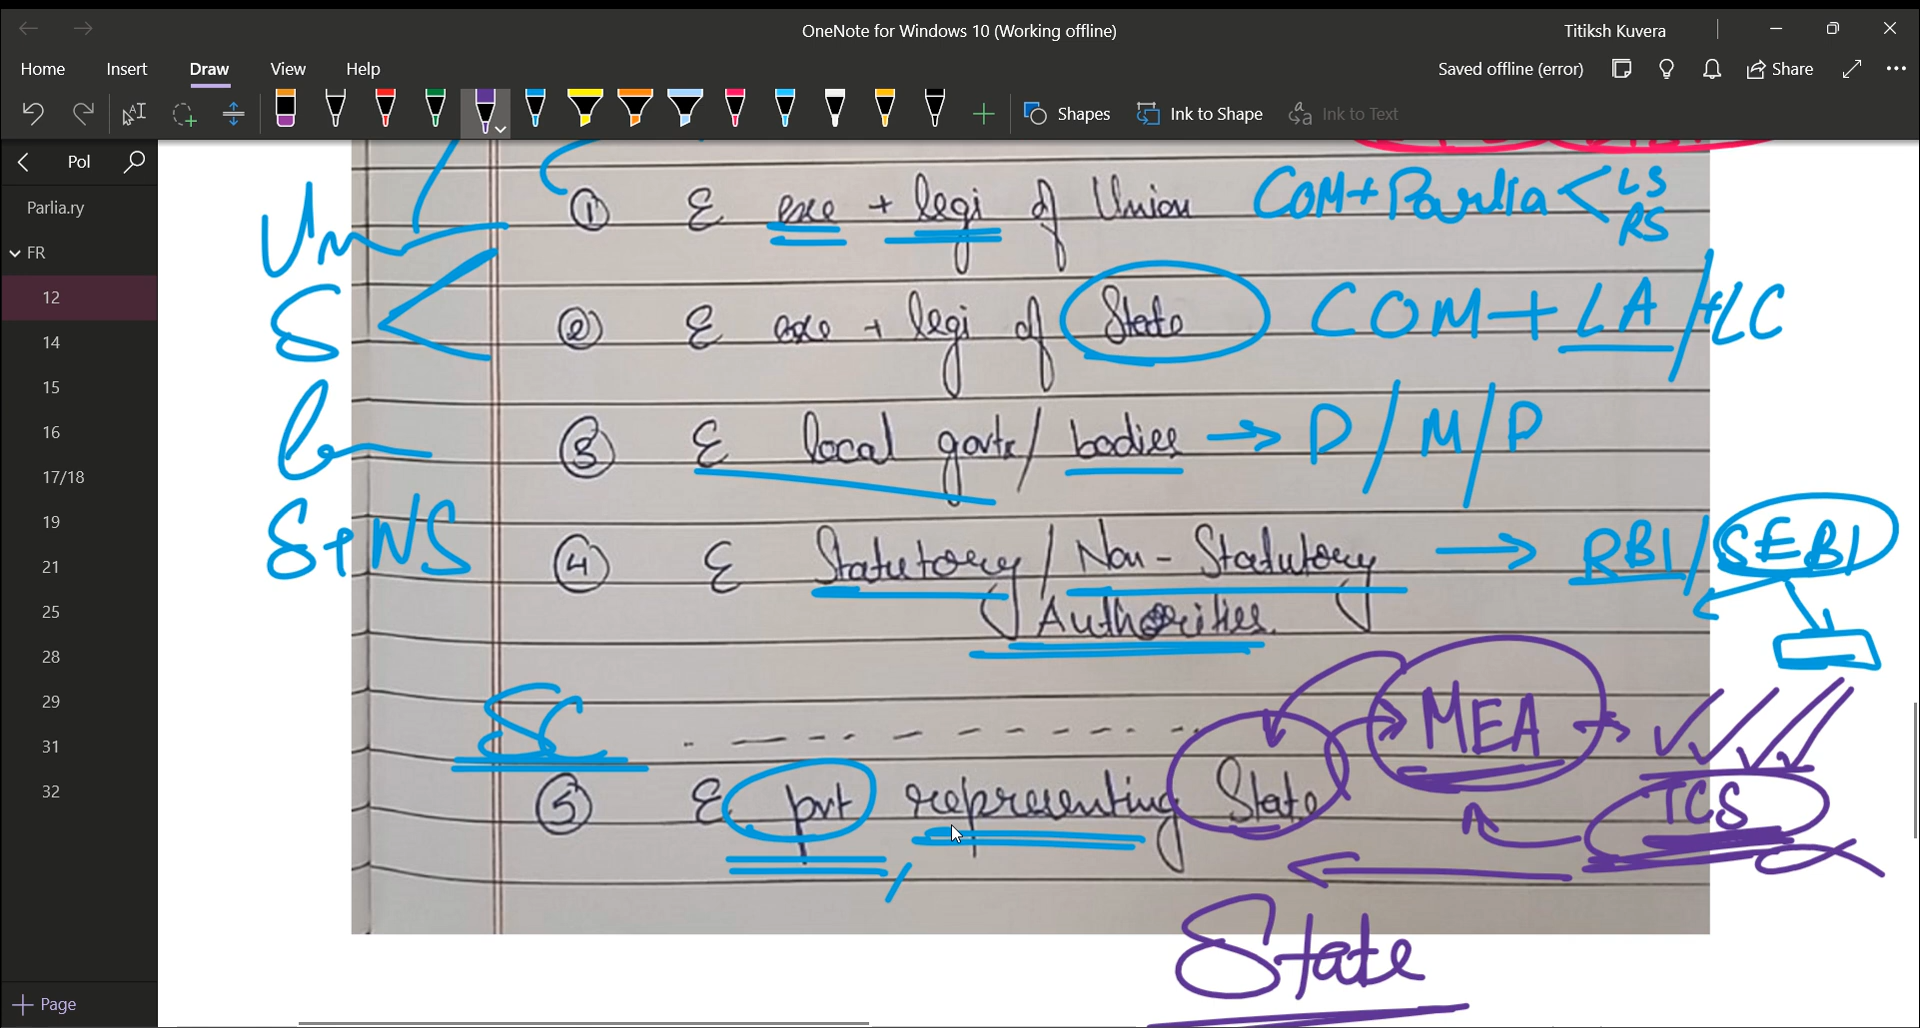 OneNote for Windows 10 (Working offline)
Titiksh Kuvera
Home Insert Draw View Help
Saved offline (error) Share
Shapes Ink to Shape Ink to Text
Pol
Parlia.ry
FR
12
14
15
16
17/18
19
21
25
28
29
31
32
Page
Un
① Ɛ exe + legi of Union COM+Parlia < LS
RS
S
② Ɛ exe + legi of State COM+LA/+LC
L
③ Ɛ local govts/ bodies → P/M/P
S+NS
④ Ɛ Statutory / Non-Statutory → RBI/SEBI
Authorities.
SC
MEA →
⑤ Ɛ pvt representing State
TCS
State